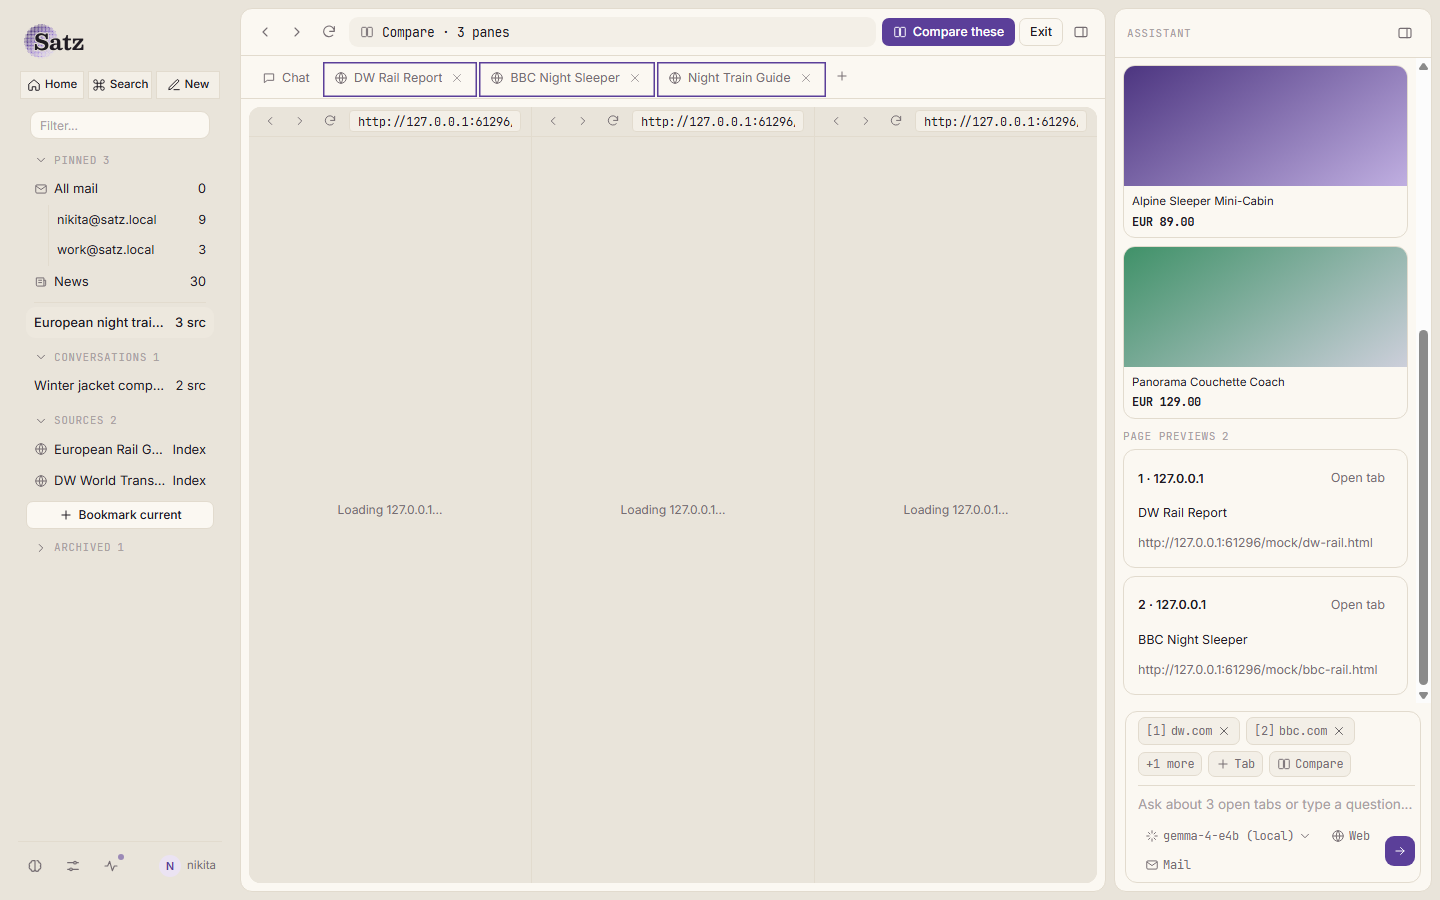 Satz
Home
Search
New
Filter...
PINNED 3
All mail 0
nikita@satz.local 9
work@satz.local 3
News 30
European night trai... 3 src
CONVERSATIONS 1
Winter jacket comp... 2 src
SOURCES 2
European Rail G... Index
DW World Trans... Index
Bookmark current
ARCHIVED 1
N nikita
Compare · 3 panes
Compare these
Exit
Chat
DW Rail Report
BBC Night Sleeper
Night Train Guide
http://127.0.0.1:61296,
http://127.0.0.1:61296,
http://127.0.0.1:61296,
Loading 127.0.0.1...
Loading 127.0.0.1...
Loading 127.0.0.1...
ASSISTANT
Alpine Sleeper Mini-Cabin
EUR 89.00
Panorama Couchette Coach
EUR 129.00
PAGE PREVIEWS 2
1 · 127.0.0.1 Open tab
DW Rail Report
http://127.0.0.1:61296/mock/dw-rail.html
2 · 127.0.0.1 Open tab
BBC Night Sleeper
http://127.0.0.1:61296/mock/bbc-rail.html
[1] dw.com
[2] bbc.com
+1 more
Tab
Compare
Ask about 3 open tabs or type a question...
gemma-4-e4b (local)
Web
Mail